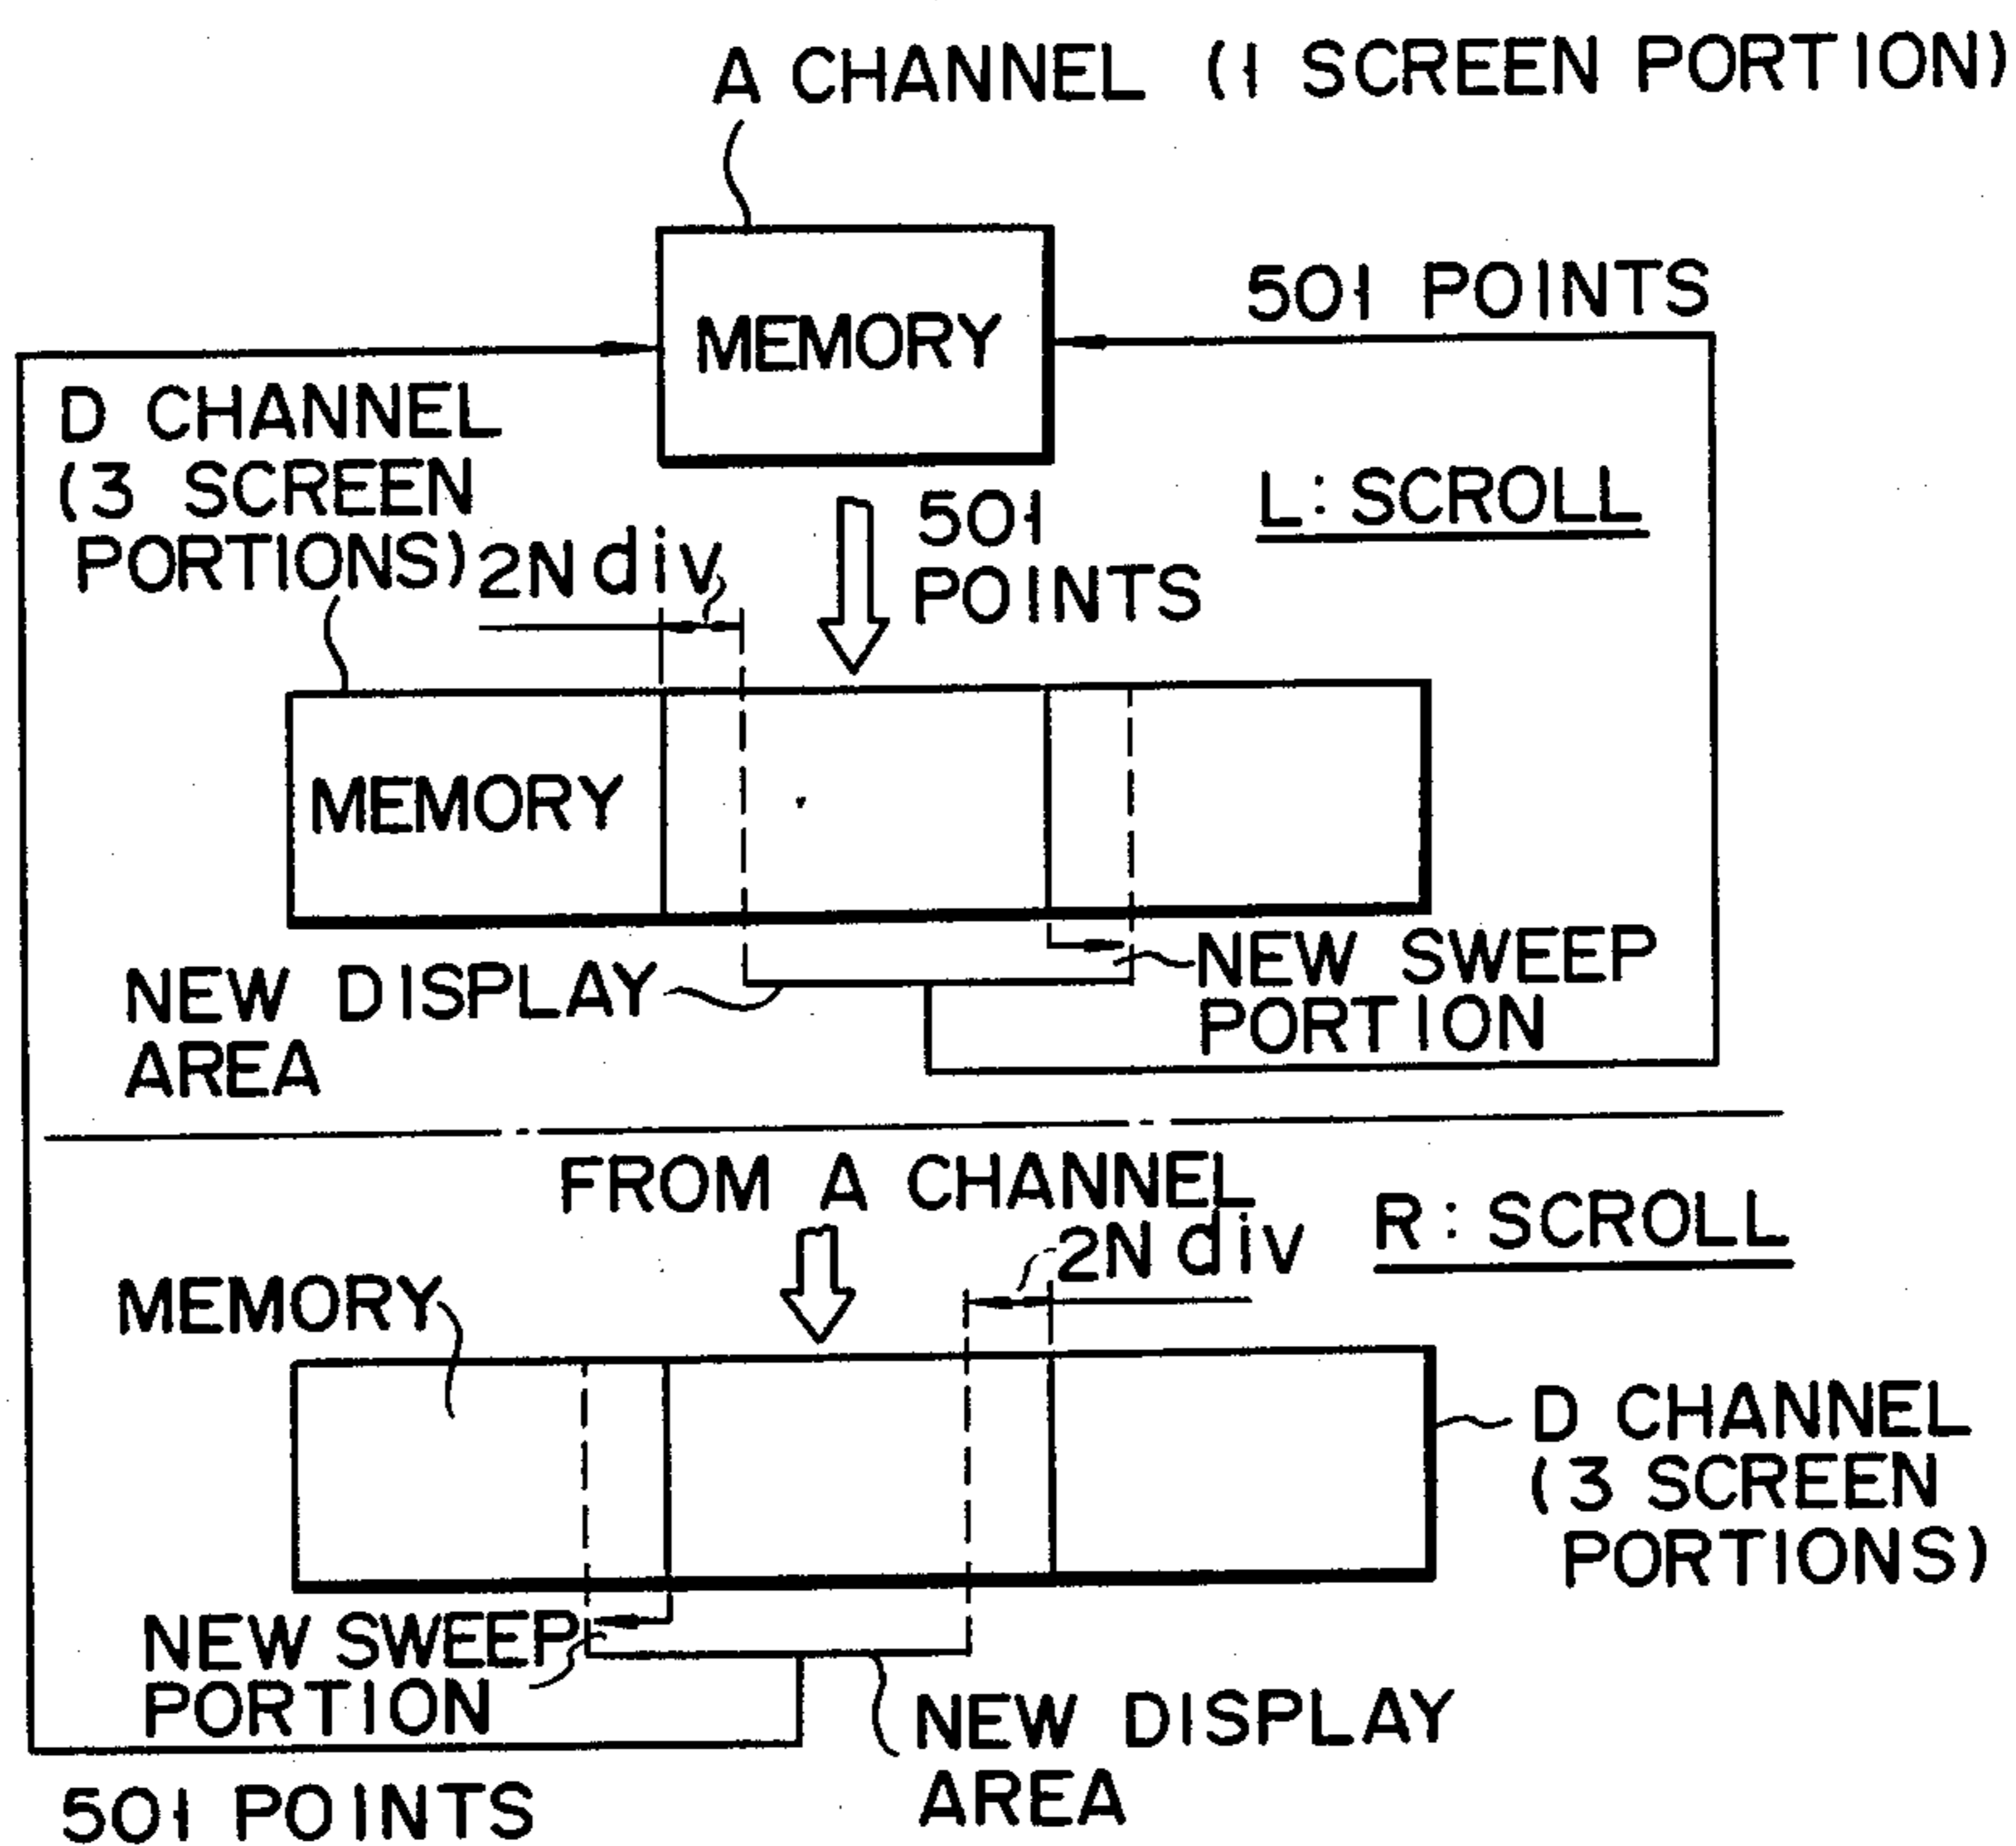 A CHANNEL (1 SCREEN PORTION)
MEMORY
501 POINTS
D CHANNEL
(3 SCREEN
PORTIONS)
2N div
501
POINTS
L: SCROLL
MEMORY
NEW SWEEP
PORTION
NEW DISPLAY
AREA
FROM A CHANNEL
2N div
R: SCROLL
MEMORY
D CHANNEL
(3 SCREEN
PORTIONS)
NEW SWEEP
PORTION
NEW DISPLAY
AREA
501 POINTS